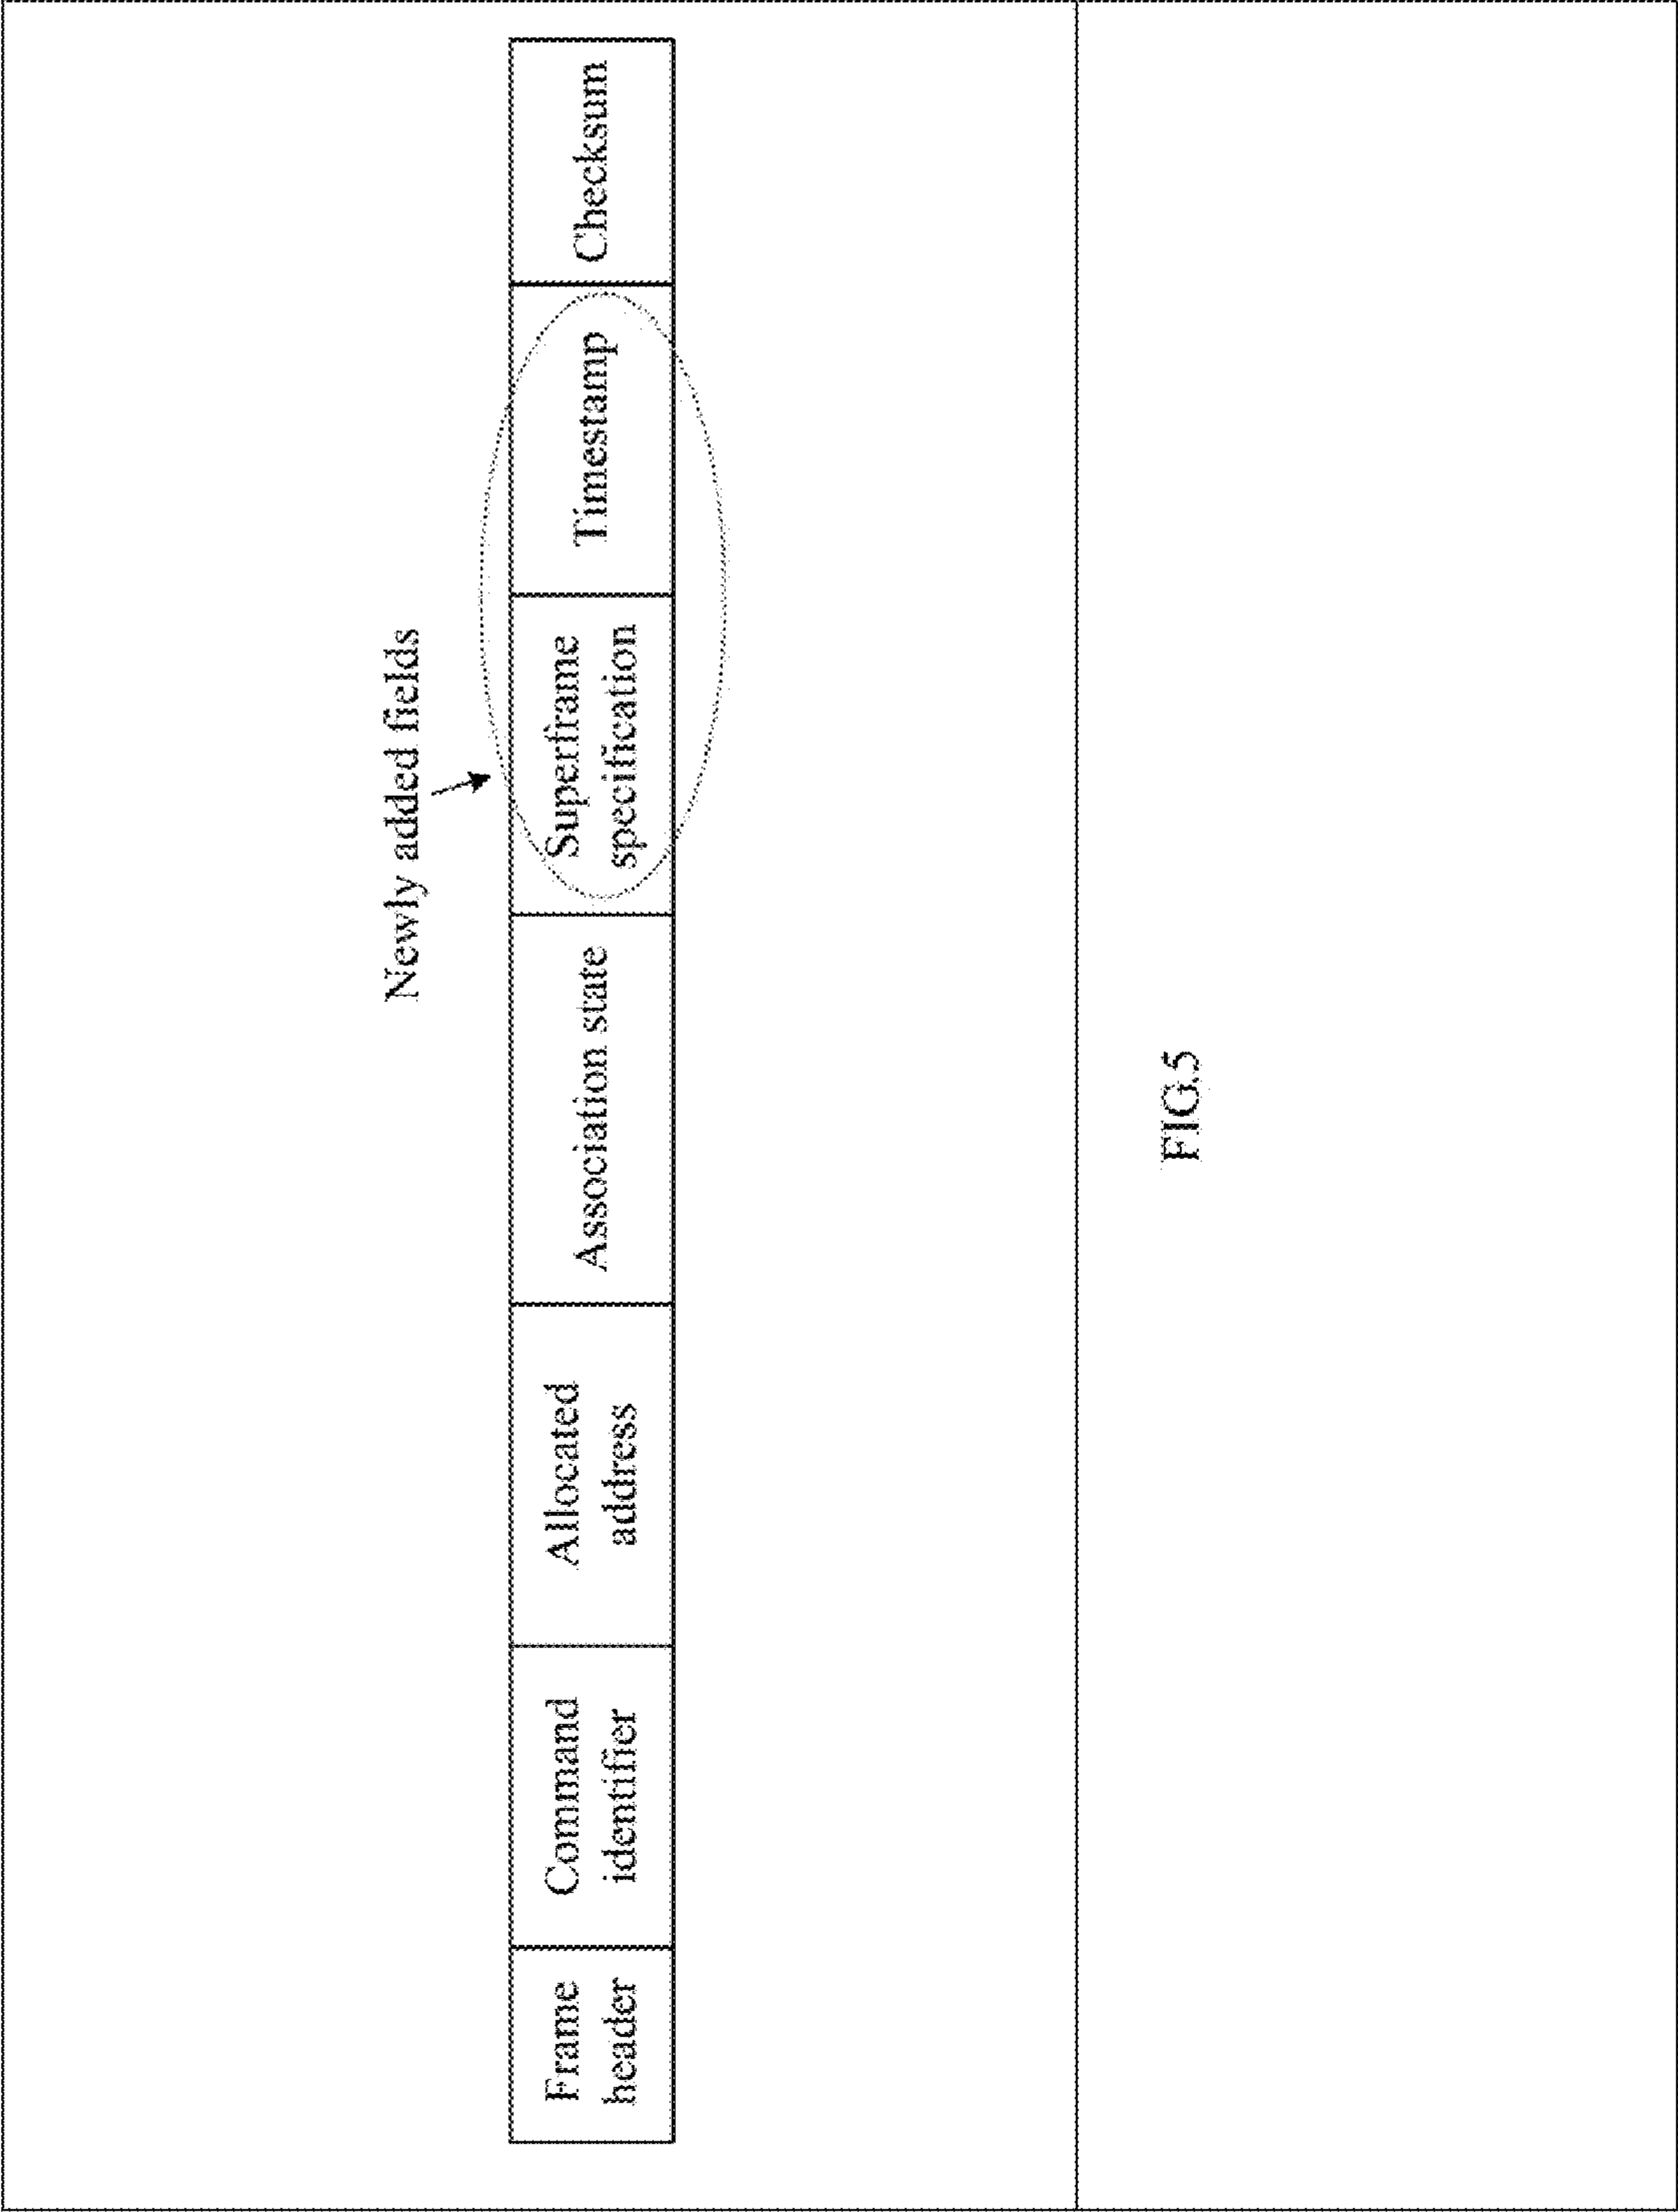 Newly added fields
Frame
header
Command
identifier
Allocated
address
Association state
Superframe
specification
Timestamp
Checksum
FIG.5